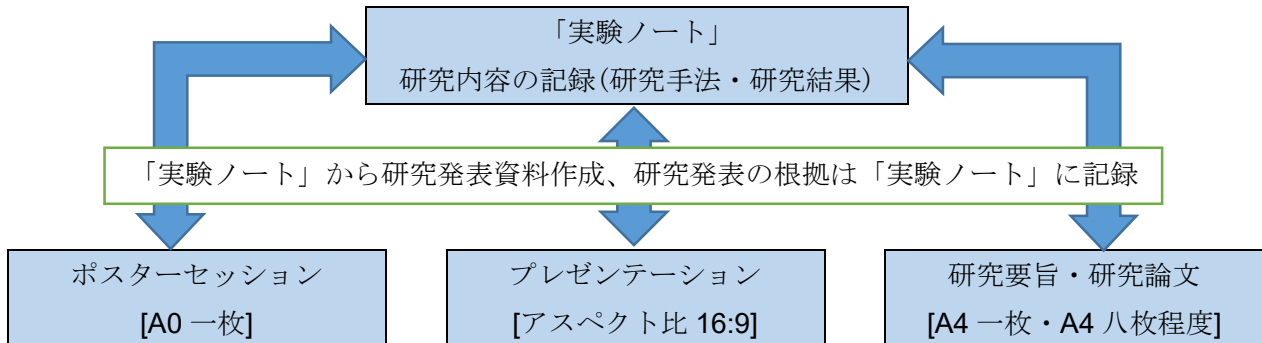 「実験ノート」
研究内容の記録(研究手法・研究結果)
「実験ノート」から研究発表資料作成、研究発表の根拠は「実験ノート」に記録
ポスターセッション
[A0 一枚]
プレゼンテーション
[アスペクト比 16:9]
研究要旨・研究論文
[A4 一枚・A4 八枚程度]